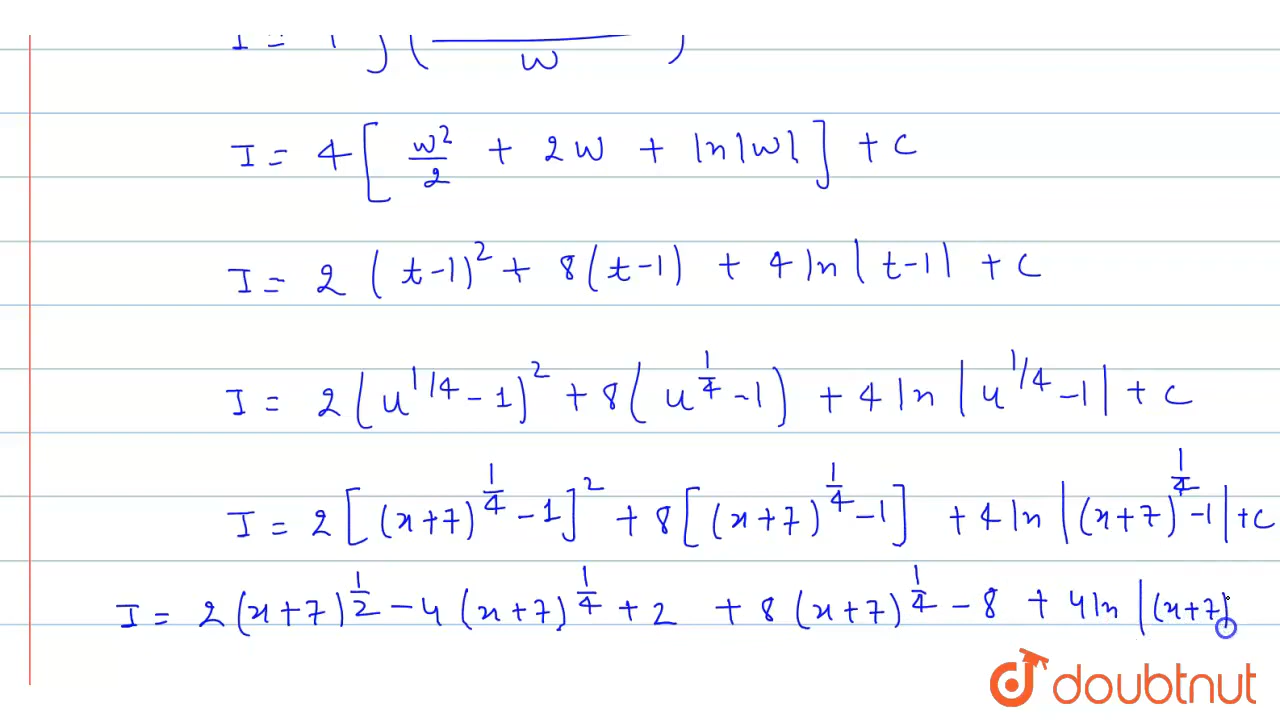 w
I = 4 [ w²/2 + 2w + ln|w| ] + c
I = 2 (t-1)² + 8(t-1) + 4 ln|t-1| + c
I = 2 (u^1/4 - 1)² + 8( u^1/4 - 1) + 4 ln |u^1/4 - 1| + c
I = 2 [(x+7)^1/4 - 1]² + 8[(x+7)^1/4 - 1] + 4 ln |(x+7)^1/4 - 1| + c
I = 2(x+7)^1/2 - 4 (x+7)^1/4 + 2 + 8 (x+7)^1/4 - 8 + 4 ln |(x+7)
doubtnut